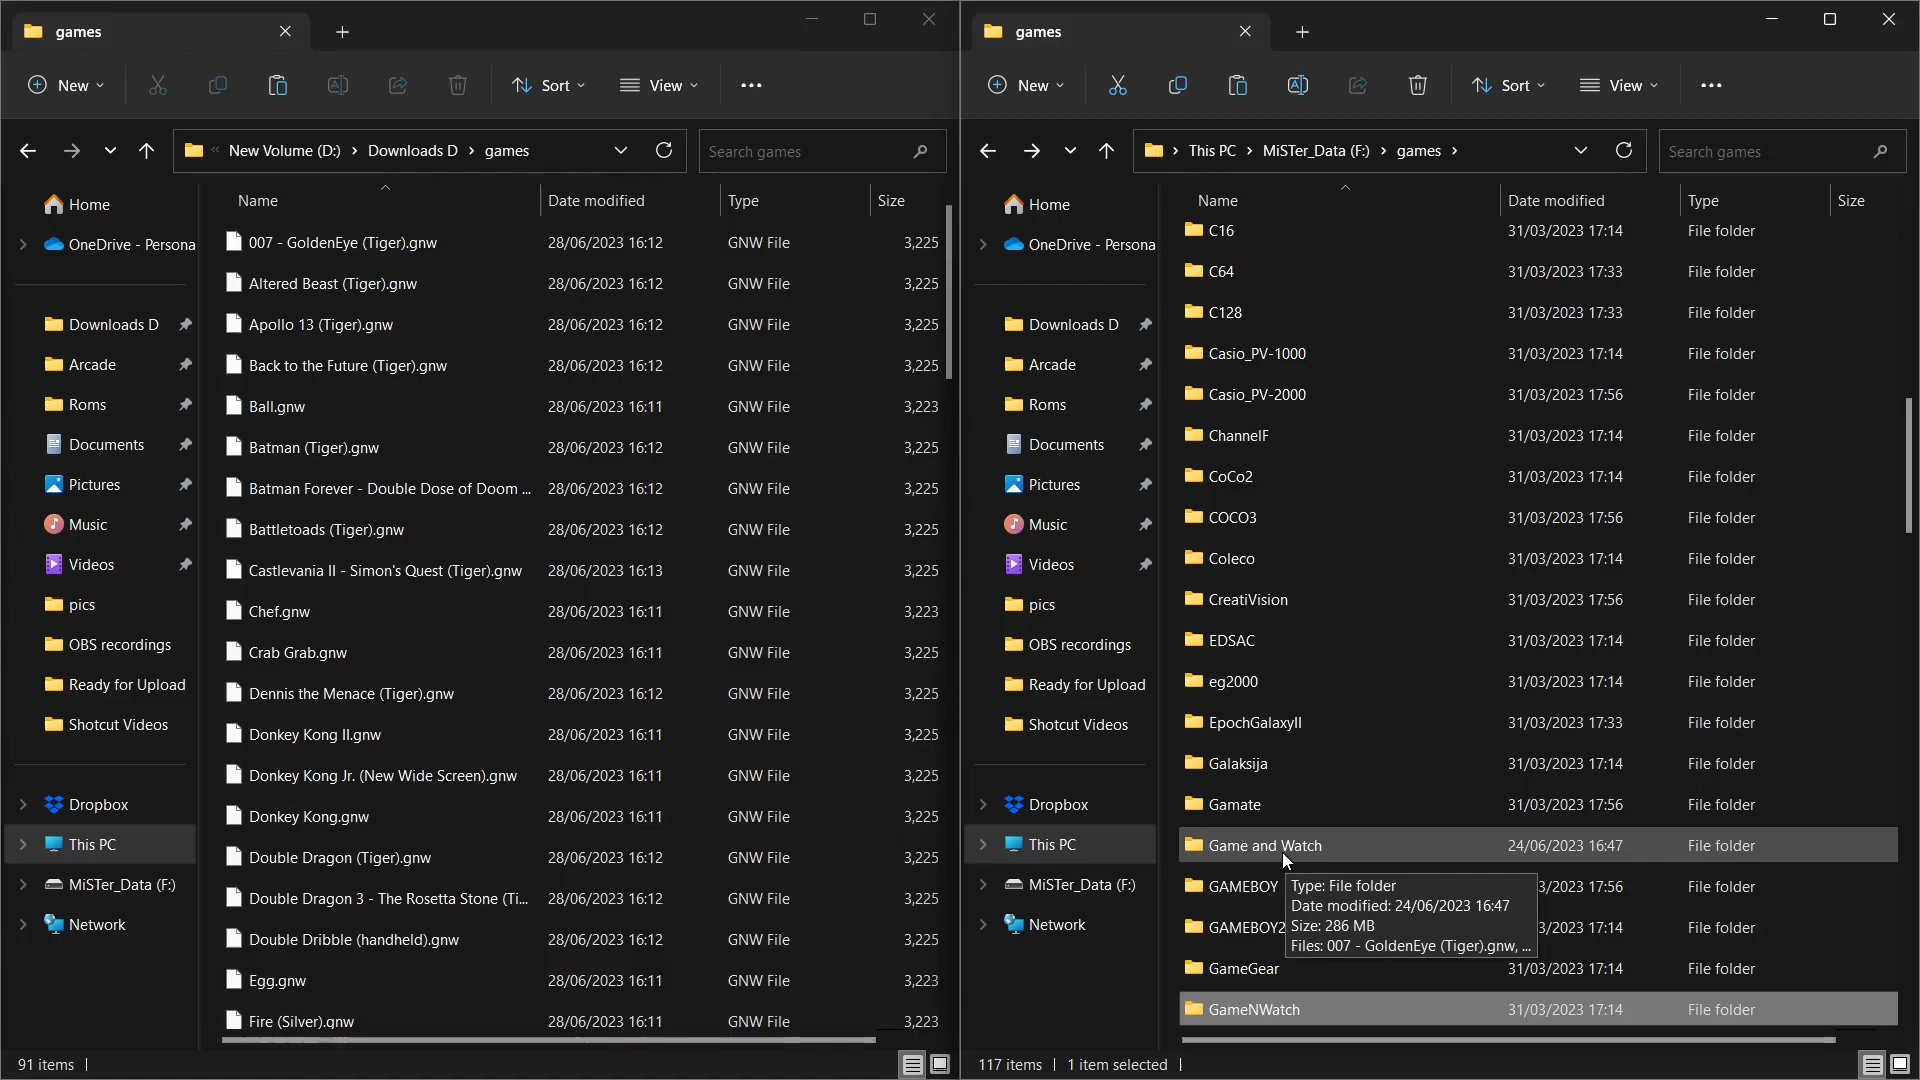 games
New
Sort
View
New Volume (D:) › Downloads D › games
Search games
Home
OneDrive - Persona
Downloads D
Arcade
Roms
Documents
Pictures
Music
Videos
pics
OBS recordings
Ready for Upload
Shotcut Videos
Dropbox
This PC
MiSTer_Data (F:)
Network
Name Date modified Type Size
007 - GoldenEye (Tiger).gnw 28/06/2023 16:12 GNW File 3,225
Altered Beast (Tiger).gnw 28/06/2023 16:12 GNW File 3,225
Apollo 13 (Tiger).gnw 28/06/2023 16:12 GNW File 3,225
Back to the Future (Tiger).gnw 28/06/2023 16:12 GNW File 3,225
Ball.gnw 28/06/2023 16:11 GNW File 3,223
Batman (Tiger).gnw 28/06/2023 16:12 GNW File 3,225
Batman Forever - Double Dose of Doom ... 28/06/2023 16:12 GNW File 3,225
Battletoads (Tiger).gnw 28/06/2023 16:12 GNW File 3,225
Castlevania II - Simon's Quest (Tiger).gnw 28/06/2023 16:13 GNW File 3,225
Chef.gnw 28/06/2023 16:11 GNW File 3,223
Crab Grab.gnw 28/06/2023 16:11 GNW File 3,225
Dennis the Menace (Tiger).gnw 28/06/2023 16:12 GNW File 3,225
Donkey Kong II.gnw 28/06/2023 16:11 GNW File 3,225
Donkey Kong Jr. (New Wide Screen).gnw 28/06/2023 16:11 GNW File 3,225
Donkey Kong.gnw 28/06/2023 16:11 GNW File 3,225
Double Dragon (Tiger).gnw 28/06/2023 16:12 GNW File 3,225
Double Dragon 3 - The Rosetta Stone (Ti... 28/06/2023 16:12 GNW File 3,225
Double Dribble (handheld).gnw 28/06/2023 16:12 GNW File 3,225
Egg.gnw 28/06/2023 16:11 GNW File 3,223
Fire (Silver).gnw 28/06/2023 16:11 GNW File 3,223
91 items
games
New
Sort
View
› This PC › MiSTer_Data (F:) › games ›
Search games
Home
OneDrive - Persona
Downloads D
Arcade
Roms
Documents
Pictures
Music
Videos
pics
OBS recordings
Ready for Upload
Shotcut Videos
Dropbox
This PC
MiSTer_Data (F:)
Network
Name Date modified Type Size
C16 31/03/2023 17:14 File folder
C64 31/03/2023 17:33 File folder
C128 31/03/2023 17:33 File folder
Casio_PV-1000 31/03/2023 17:14 File folder
Casio_PV-2000 31/03/2023 17:56 File folder
ChannelF 31/03/2023 17:14 File folder
CoCo2 31/03/2023 17:14 File folder
COCO3 31/03/2023 17:56 File folder
Coleco 31/03/2023 17:14 File folder
CreatiVision 31/03/2023 17:56 File folder
EDSAC 31/03/2023 17:14 File folder
eg2000 31/03/2023 17:14 File folder
EpochGalaxyII 31/03/2023 17:33 File folder
Galaksija 31/03/2023 17:14 File folder
Gamate 31/03/2023 17:56 File folder
Game and Watch 24/06/2023 16:47 File folder
GAMEBOY 3/2023 17:56 File folder
GAMEBOY2 3/2023 17:14 File folder
GameGear 31/03/2023 17:14 File folder
GameNWatch 31/03/2023 17:14 File folder
Type: File folder
Date modified: 24/06/2023 16:47
Size: 286 MB
Files: 007 - GoldenEye (Tiger).gnw, ...
117 items 1 item selected